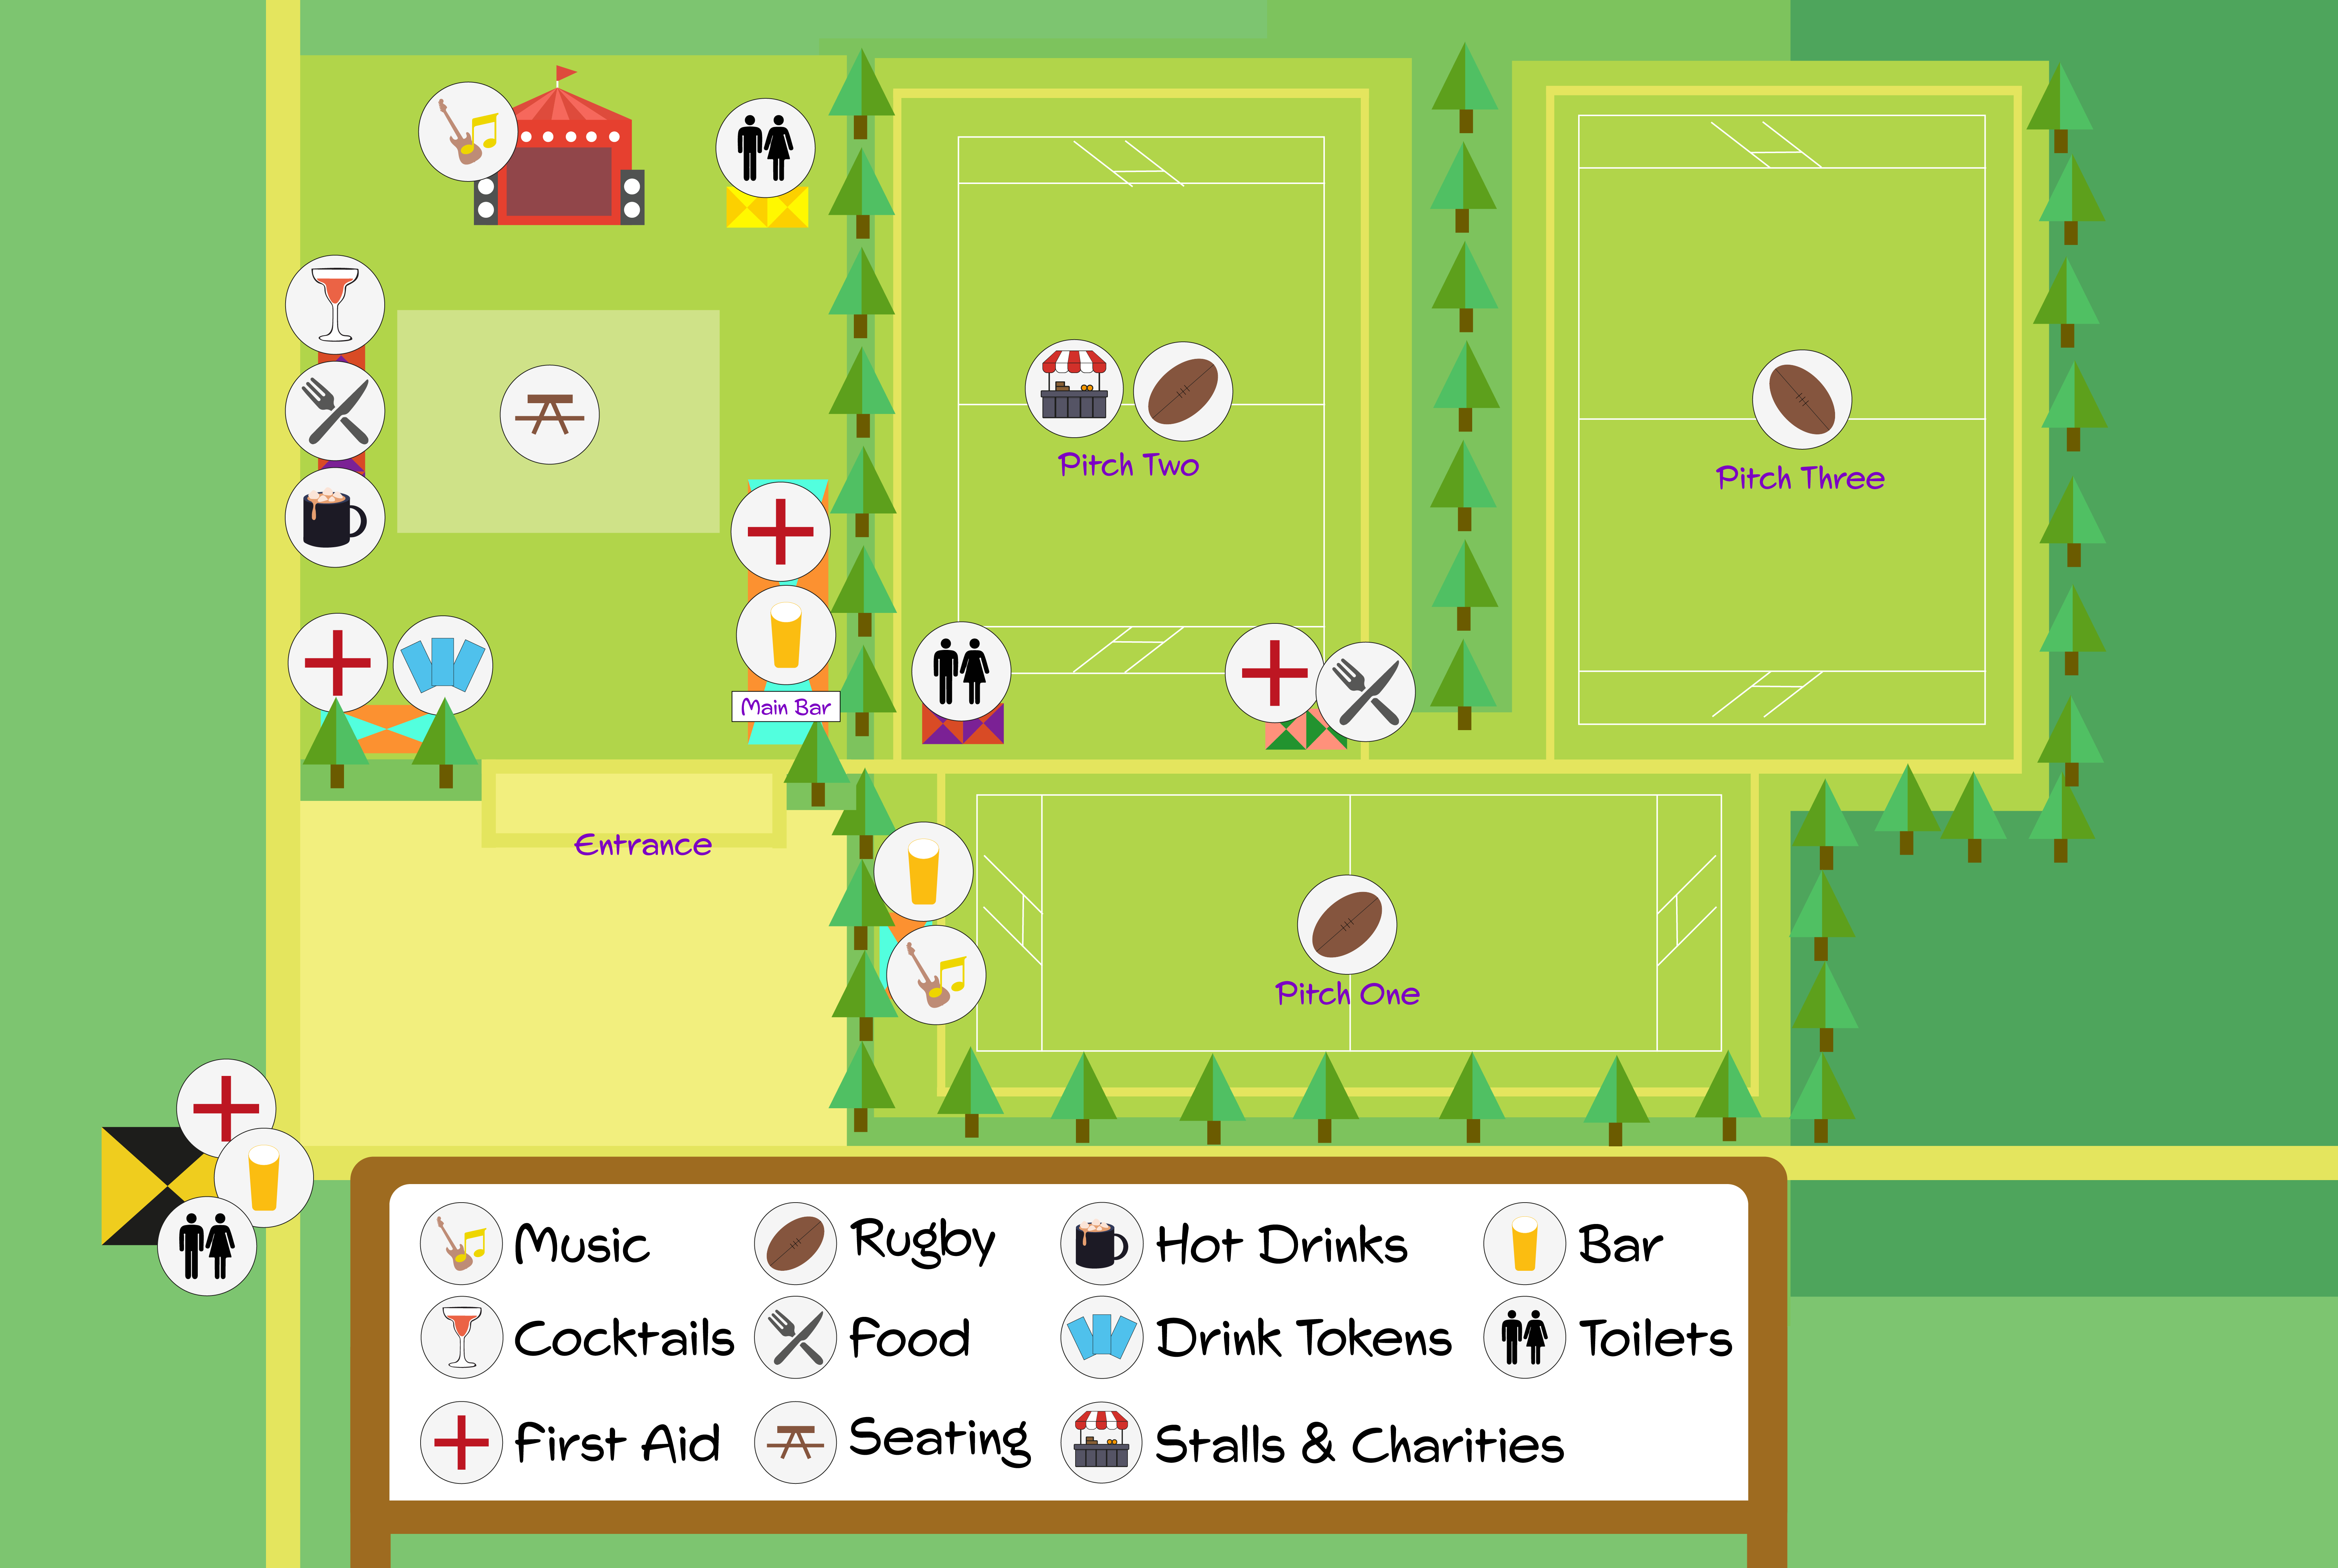 Pitch Two
Pitch Three
Main Bar
Entrance
Pitch One
Music
Rugby
Hot Drinks
Bar
Cocktails
Food
Drink Tokens
Toilets
First Aid
Seating
Stalls & Charities